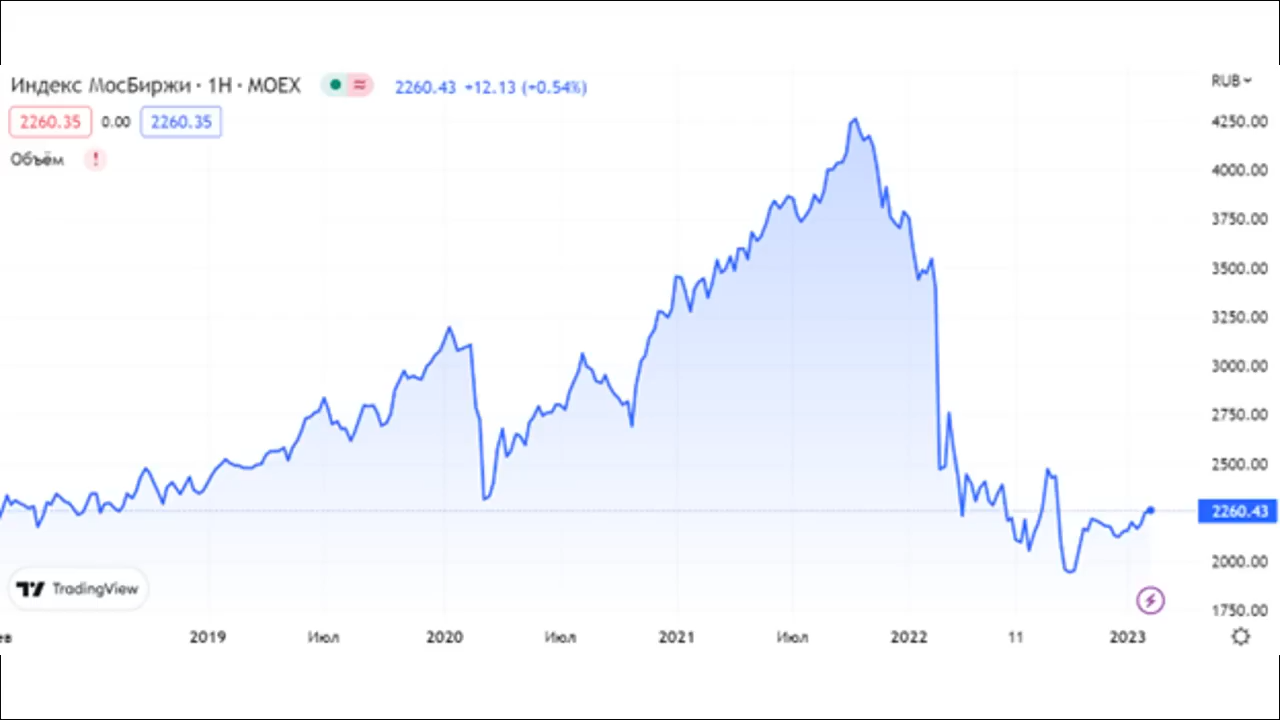 Индекс МосБиржи · 1Н · MOEX 2260.43 +12.13 (+0.54%)
RUB
2260.35 0.00 2260.35
Объём !
4250.00
4000.00
3750.00
3500.00
3250.00
3000.00
2750.00
2500.00
2260.43
2000.00
1750.00
TradingView
2019 Июл 2020 Июл 2021 Июл 2022 11 2023